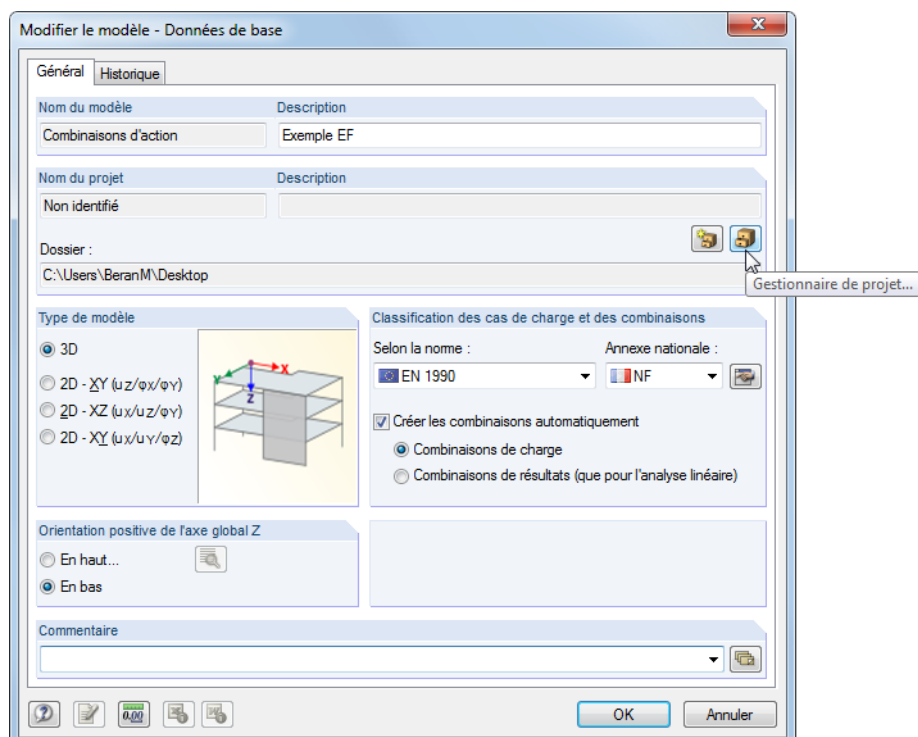 Modifier le modèle - Données de base
Général Historique
Nom du modèle Description
Combinaisons d'action Exemple EF
Nom du projet Description
Non identifié
Dossier :
C:\Users\BeranM\Desktop
Gestionnaire de projet...
Type de modèle Classification des cas de charge et des combinaisons
3D Selon la norme : Annexe nationale :
EN 1990 NF
2D - XY (uZ/φX/φY)
2D - XZ (uX/uZ/φY)
2D - XY (uX/uY/φZ)
X
Y
Z
Créer les combinaisons automatiquement
Combinaisons de charge
Combinaisons de résultats (que pour l'analyse linéaire)
Orientation positive de l'axe global Z
En haut...
En bas
Commentaire
0.00 OK Annuler